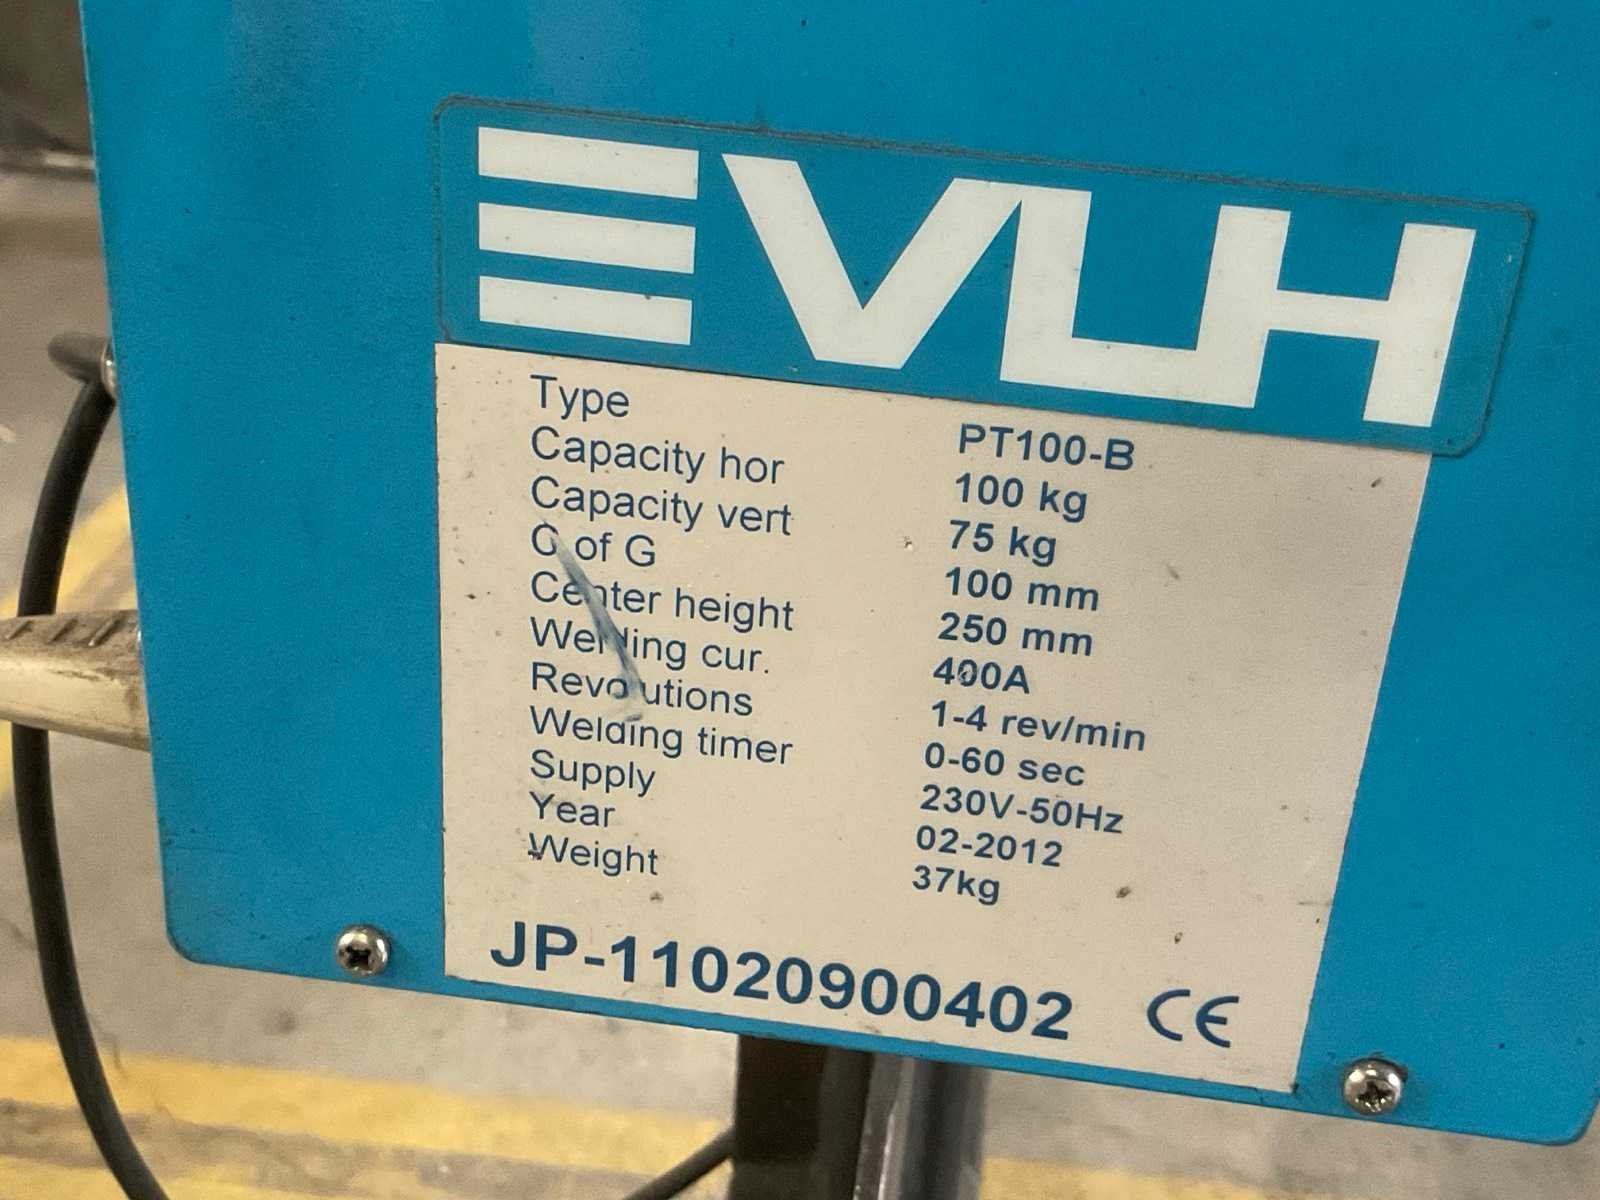 VLH
Type PT100-B
Capacity hor 100 kg
Capacity vert 75 kg
C of G 100 mm
Center height 250 mm
Welding cur. 400A
Revolutions 1-4 rev/min
Welding timer 0-60 sec
Supply 230V-50Hz
Year 02-2012
Weight 37kg
JP-11020900402 CE